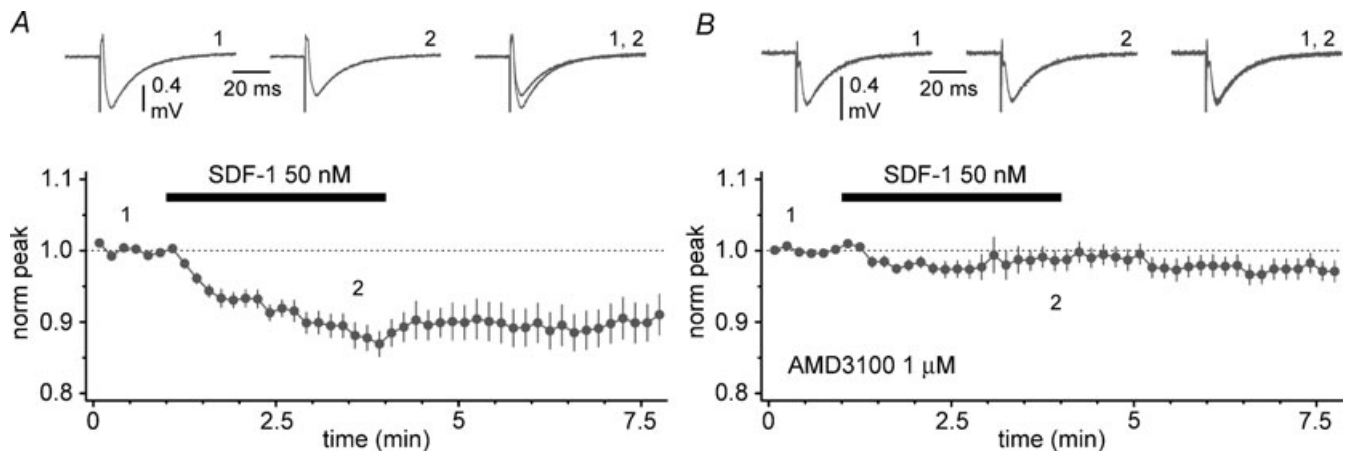 A
1
2
1, 2
0.4
mV
20 ms
SDF-1 50 nM
1
2
1.1
1.0
0.9
0.8
norm peak
0
2.5
5
7.5
time (min)
B
1
2
1, 2
0.4
mV
20 ms
SDF-1 50 nM
1
2
AMD3100 1 μM
1.1
1.0
0.9
0.8
norm peak
0
2.5
5
7.5
time (min)